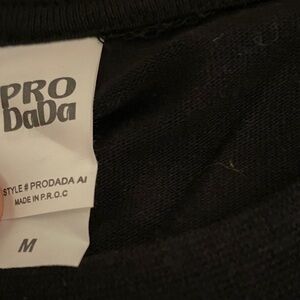 PRO
DaDa
STYLE # PRODADA AI
MADE IN P.R.O.C
M